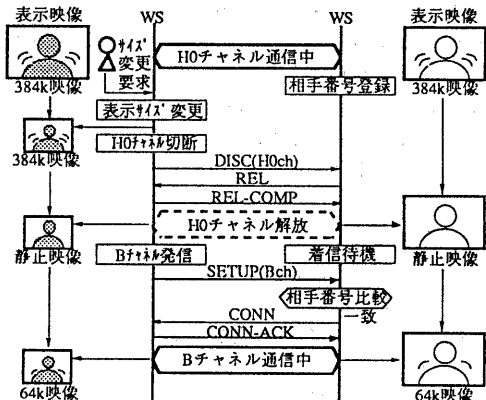 表示映像
WS
WS
表示映像
サイズ
変更
要求
H0チャネル通信中
384k映像
相手番号登録
384k映像
表示サイズ変更
H0チャネル切断
384k映像
DISC(H0ch)
REL
REL-COMP
H0チャネル解放
静止映像
Bチャネル発信
着信待機
静止映像
SETUP(Bch)
相手番号比較
一致
CONN
CONN-ACK
Bチャネル通信中
64k映像
64k映像